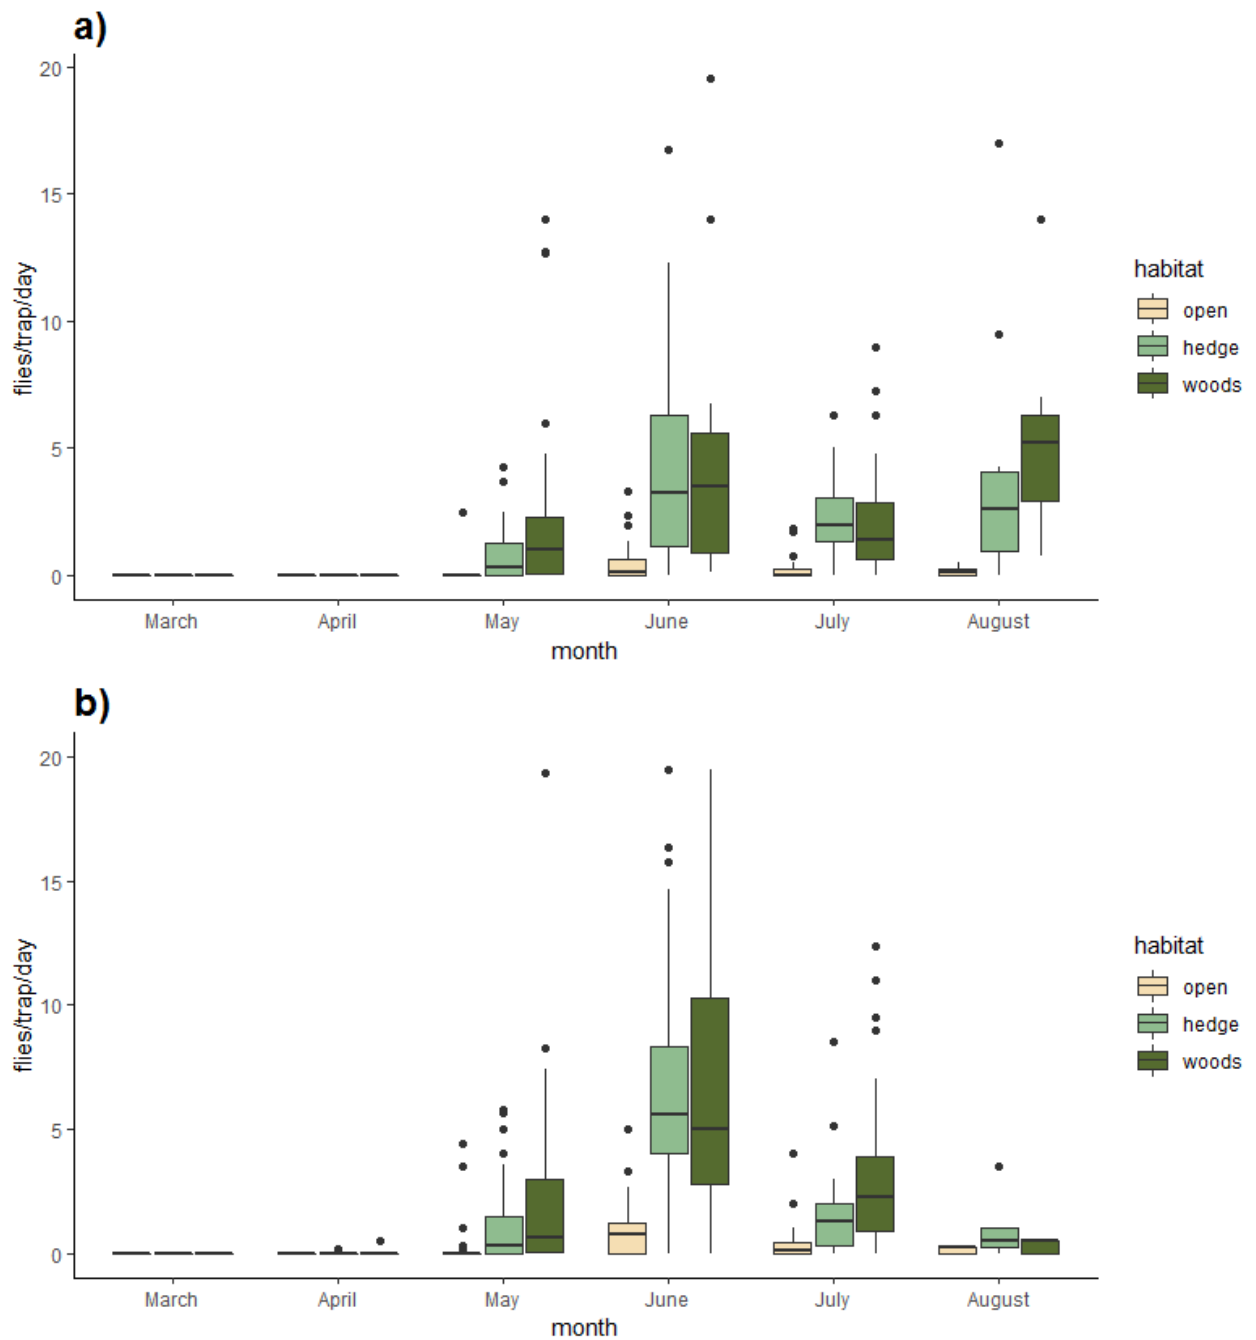 a)
20
15
10
5
0
flies/trap/day
March April May June July August
month
habitat
open
hedge
woods
b)
20
15
10
5
0
flies/trap/day
March April May June July August
month
habitat
open
hedge
woods